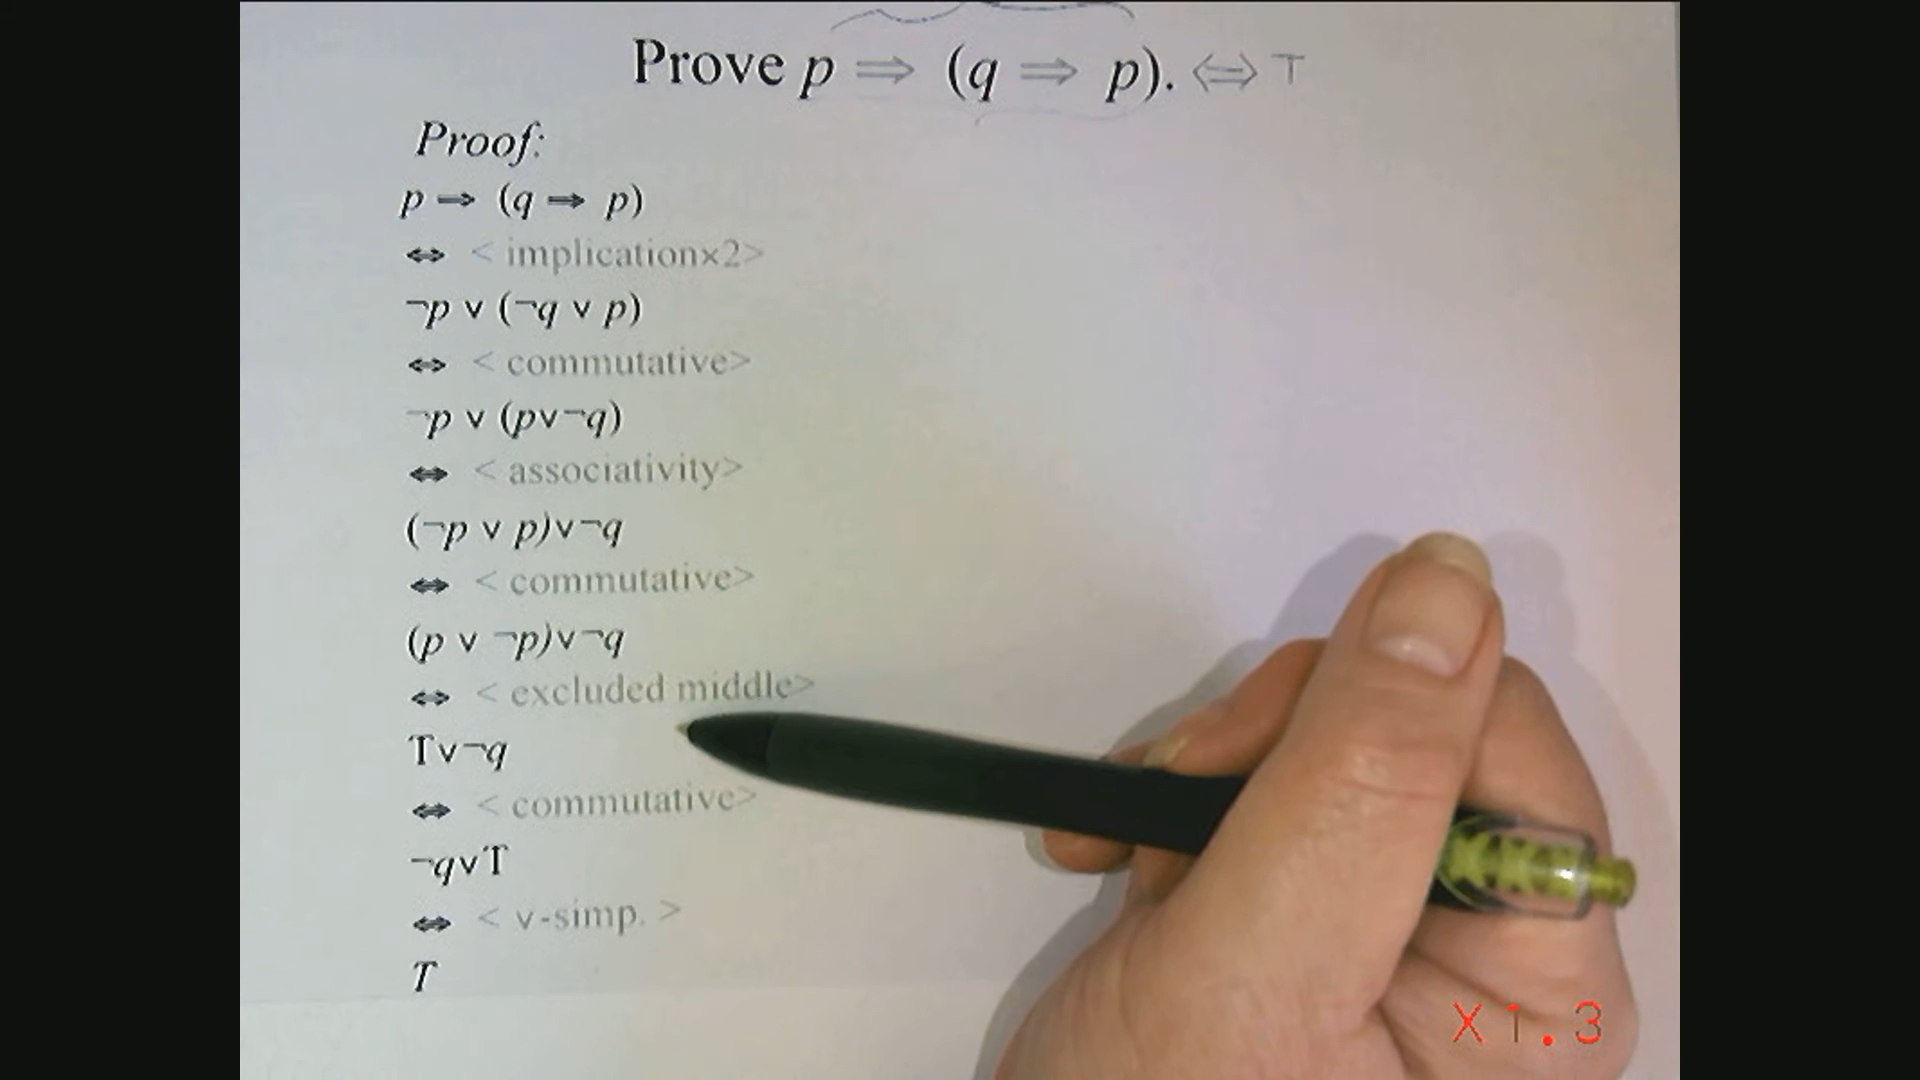 Prove p ⇒ (q ⇒ p). ⇔ T
Proof:
p ⇒ (q ⇒ p)
⇔ < implication×2>
¬p ∨ (¬q ∨ p)
⇔ < commutative>
¬p ∨ (p∨¬q)
⇔ < associativity>
(¬p ∨ p)∨¬q
⇔ < commutative>
(p ∨ ¬p)∨¬q
⇔ < excluded middle>
T∨¬q
⇔ < commutative>
¬q∨T
⇔ < ∨-simp. >
T
X1.3